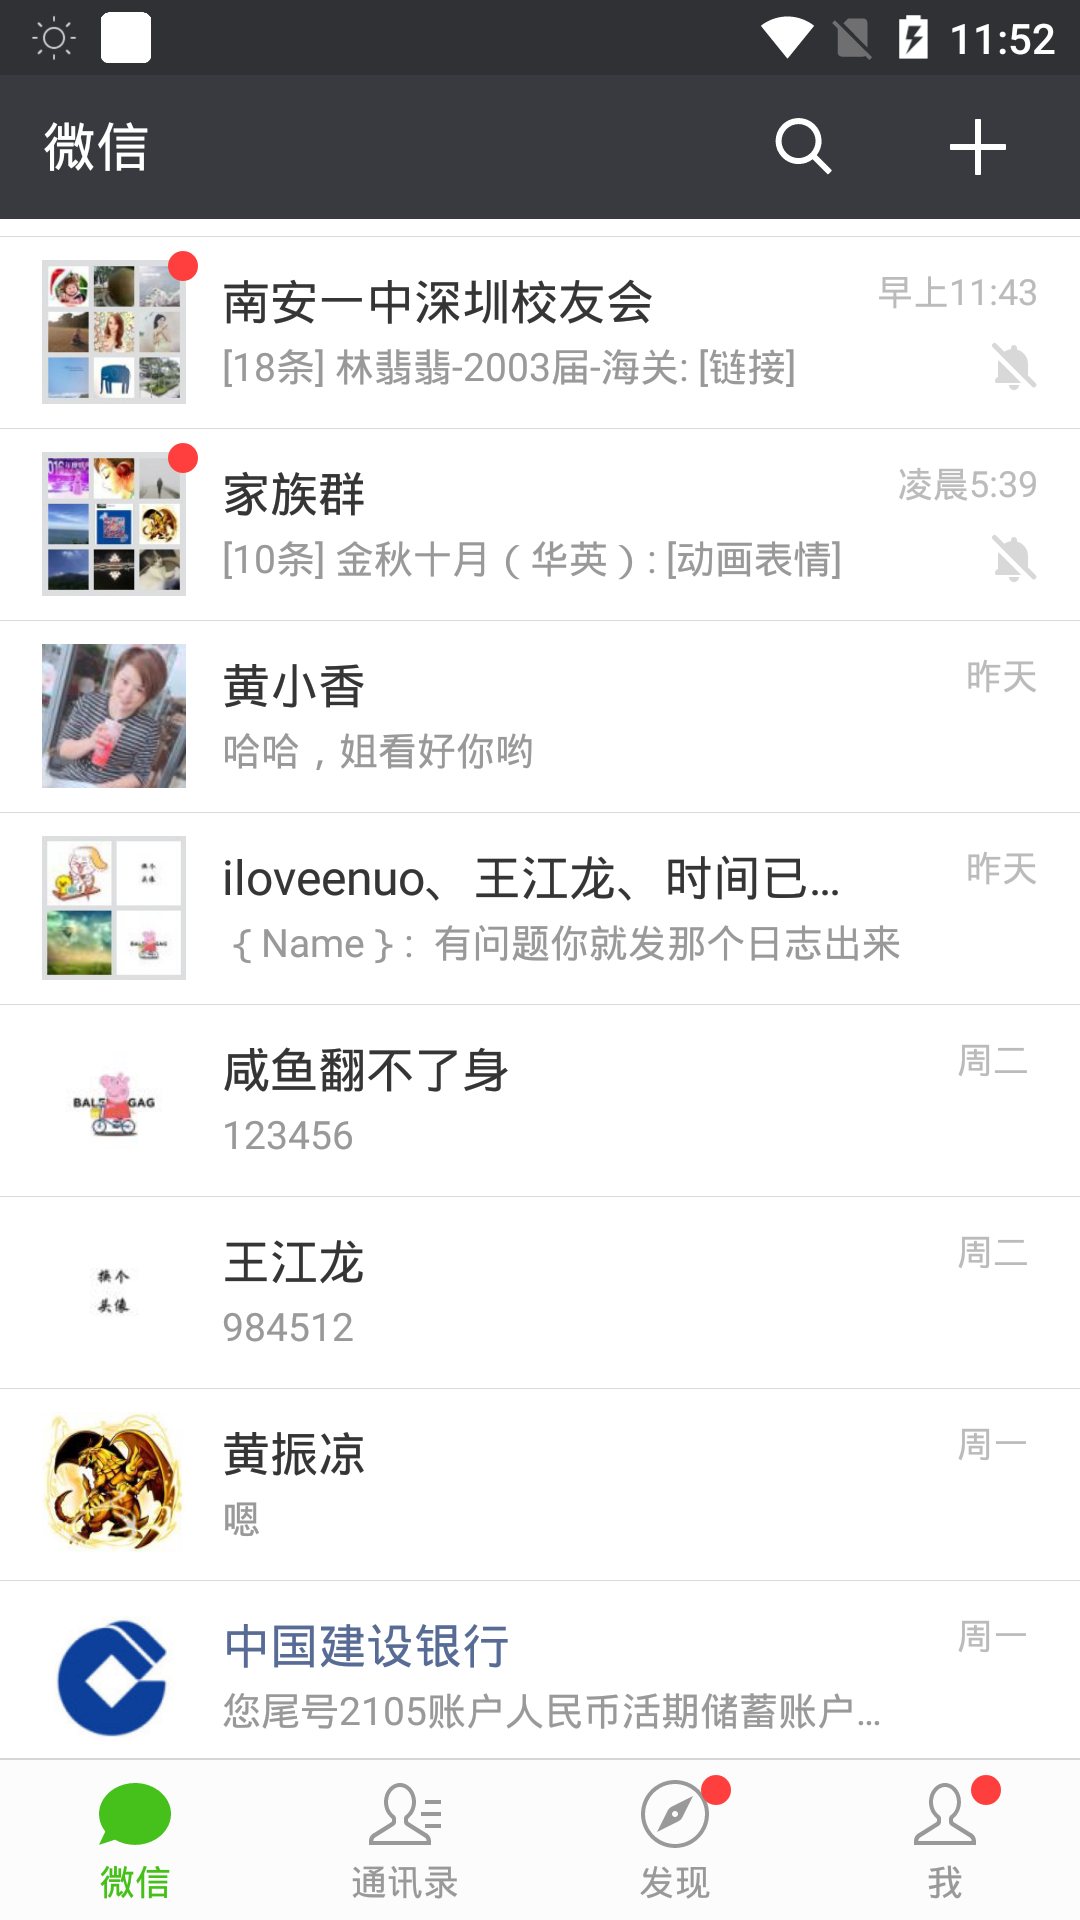 11:52
微信
南安一中深圳校友会
早上11:43
[18条] 林翡翡-2003届-海关: [链接]
家族群
凌晨5:39
[10条] 金秋十月（华英）: [动画表情]
黄小香
昨天
哈哈，姐看好你哟
iloveenuo、王江龙、时间已...
昨天
｛Name｝: 有问题你就发那个日志出来
咸鱼翻不了身
周二
123456
王江龙
周二
换个
头像
984512
黄振凉
周一
嗯
中国建设银行
周一
您尾号2105账户人民币活期储蓄账户...
微信
通讯录
发现
我